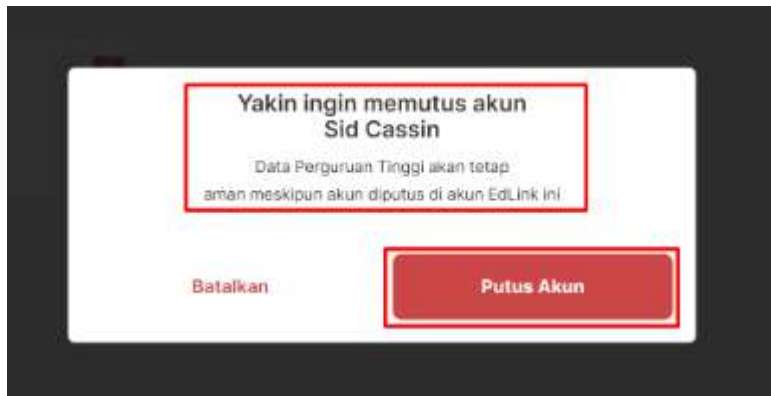 Yakin ingin memutus akun
Sid Cassin
Data Perguruan Tinggi akan tetap
aman meskipun akun diputus di akun EdLink ini
Batalkan
Putus Akun